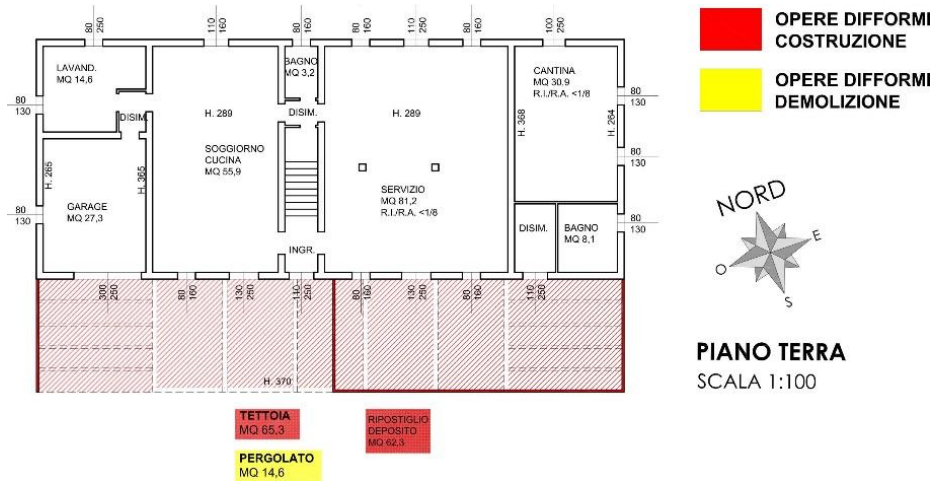 80
250
110
160
80
160
80
250
100
250
OPERE DIFFORMI
COSTRUZIONE
OPERE DIFFORMI
DEMOLIZIONE
LAVAND.
MQ 14,6
BAGNO
MQ 3,2
CANTINA
MQ 30.9
R.I./R.A. <1/8
80
130
80
130
DISIM.
H. 289
DISIM.
H. 289
H. 368
H. 264
SOGGIORNO
CUCINA
MQ 55,9
80
130
H. 265
H. 365
SERVIZIO
MQ 81,2
R.I./R.A. <1/8
GARAGE
MQ 27,3
80
130
DISIM.
BAGNO
MQ 8,1
80
130
INGR.
NORD
E
O
S
300
250
80
160
130
250
110
250
80
160
130
250
80
160
110
250
H. 370
PIANO TERRA
SCALA 1:100
TETTOIA
MQ 65,3
RIPOSTIGLIO
DEPOSITO
MQ 62,3
PERGOLATO
MQ 14,6